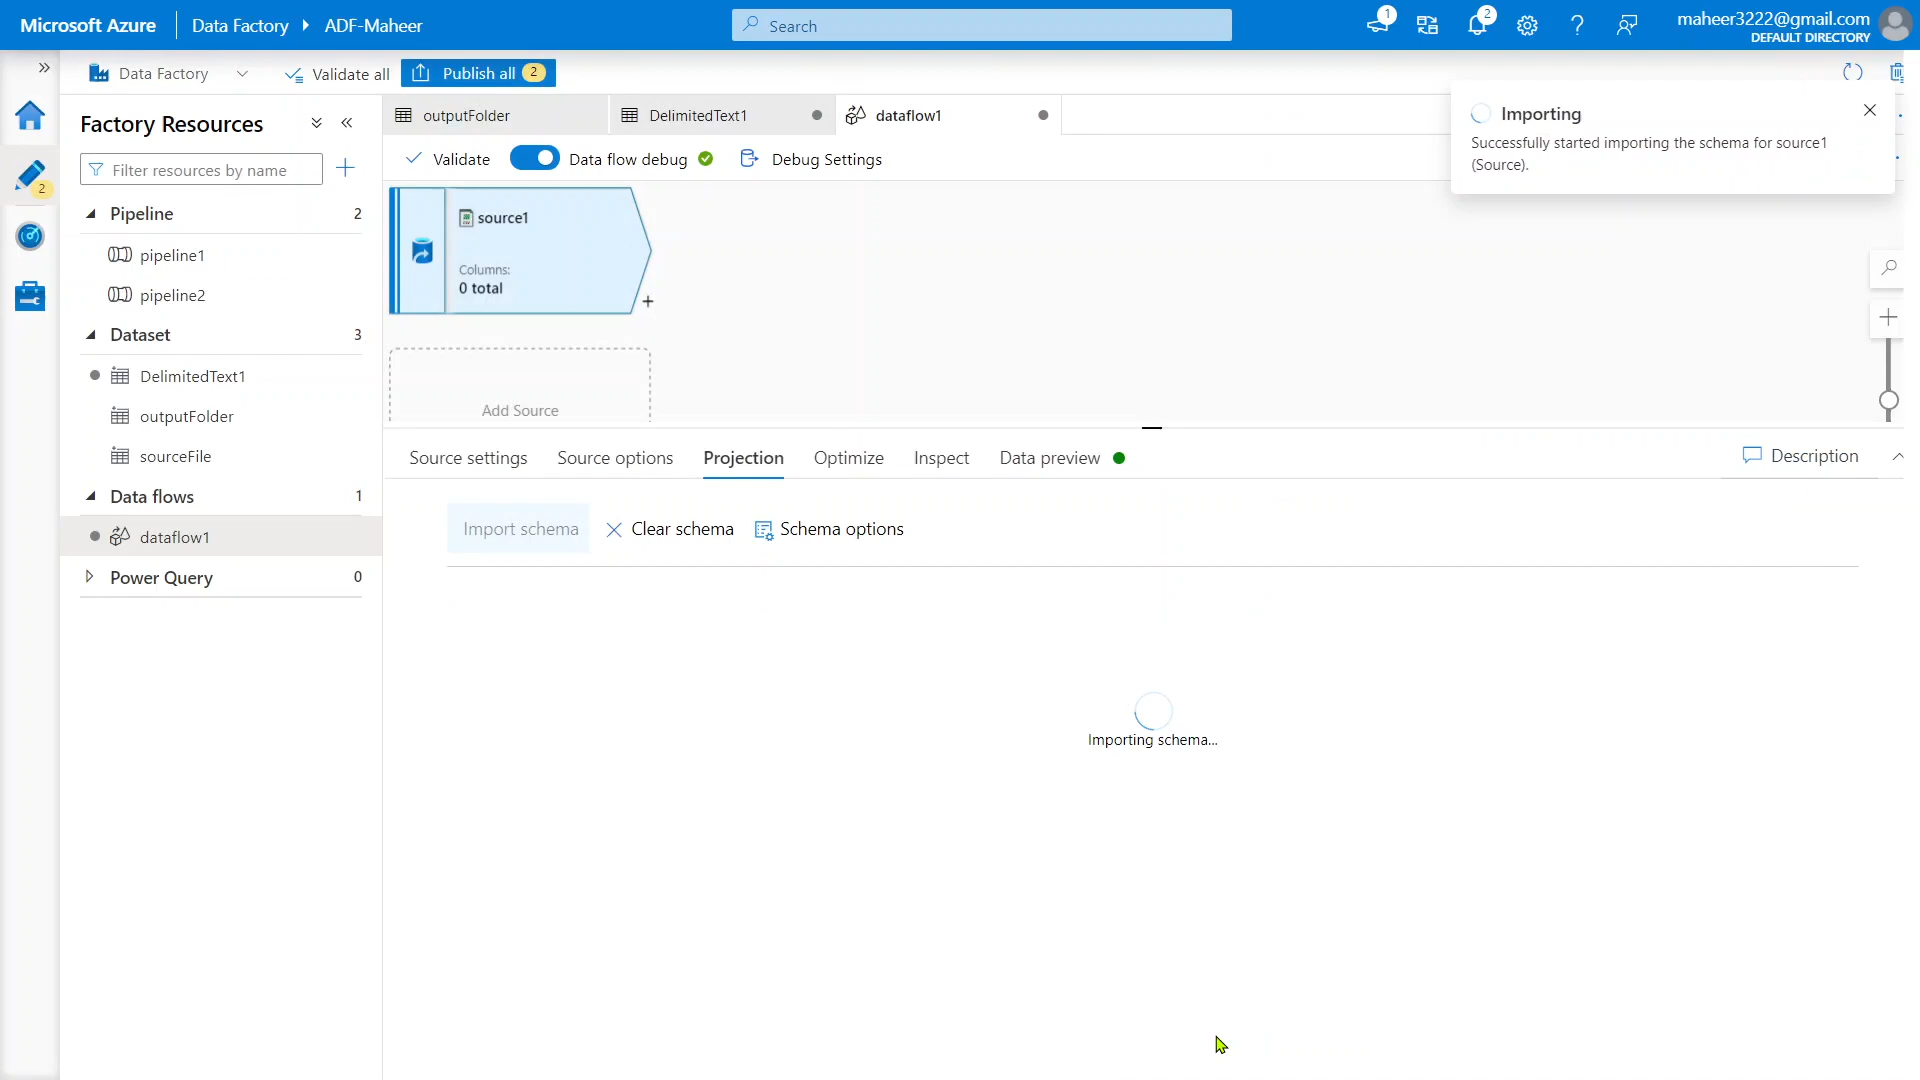 Microsoft Azure
Data Factory
ADF-Maheer
Search
1
2
maheer3222@gmail.com
DEFAULT DIRECTORY
Data Factory
Validate all
Publish all 2
Importing
Successfully started importing the schema for source1
(Source).
2
Factory Resources
Filter resources by name
Pipeline 2
pipeline1
pipeline2
Dataset 3
DelimitedText1
outputFolder
sourceFile
Data flows 1
dataflow1
Power Query 0
outputFolder
DelimitedText1
dataflow1
Validate
Data flow debug
Debug Settings
source1
Columns:
0 total
Add Source
Source settings
Source options
Projection
Optimize
Inspect
Data preview
Description
Import schema
Clear schema
Schema options
Importing schema...